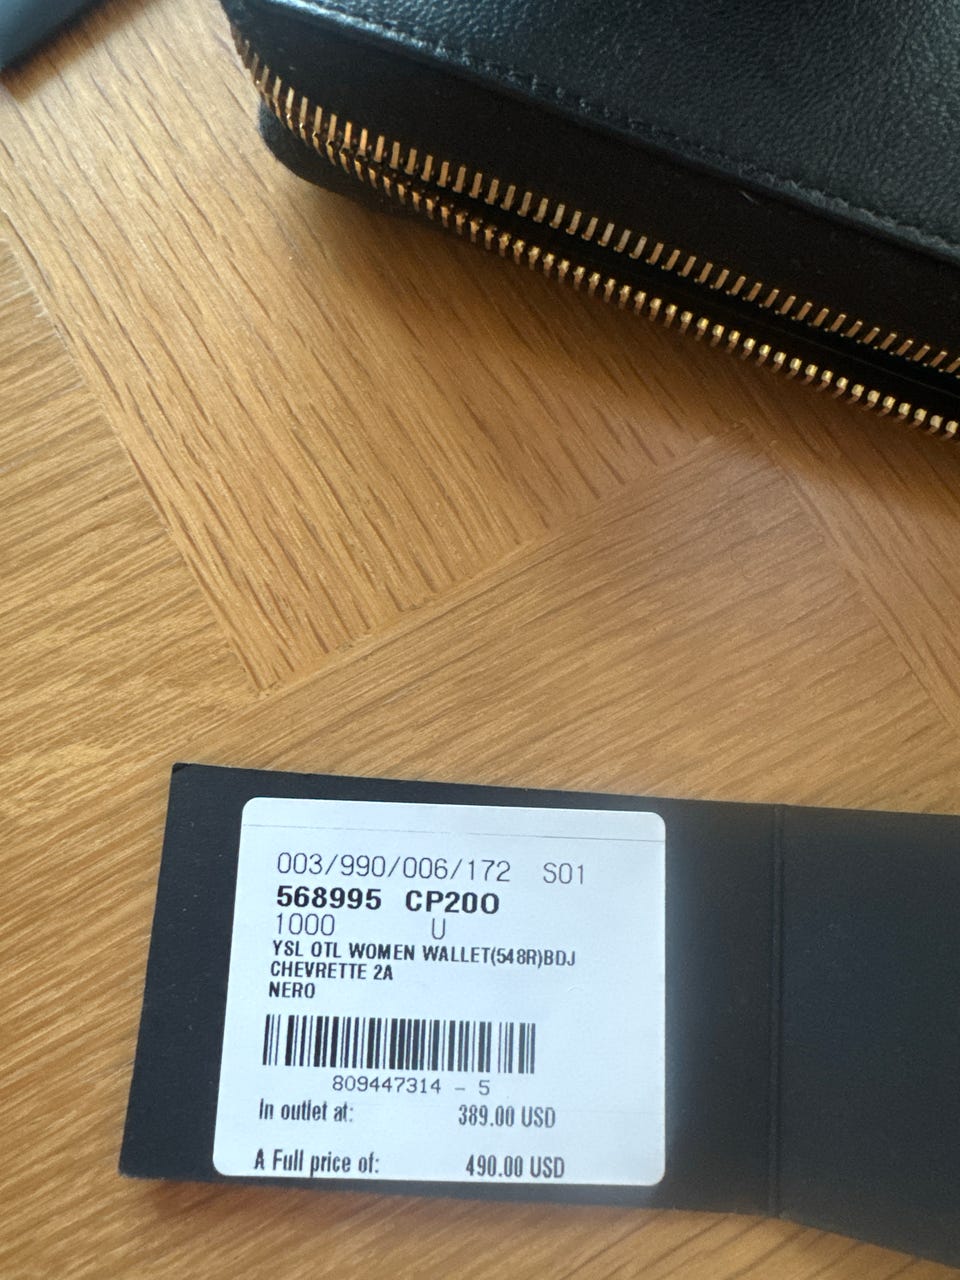 003/990/006/172 S01
568995 CP20O
1000 U
YSL OTL WOMEN WALLET(548R)BDJ
CHEVRETTE 2A
NERO
809447314 - 5
In outlet at: 389.00 USD
A Full price of: 490.00 USD